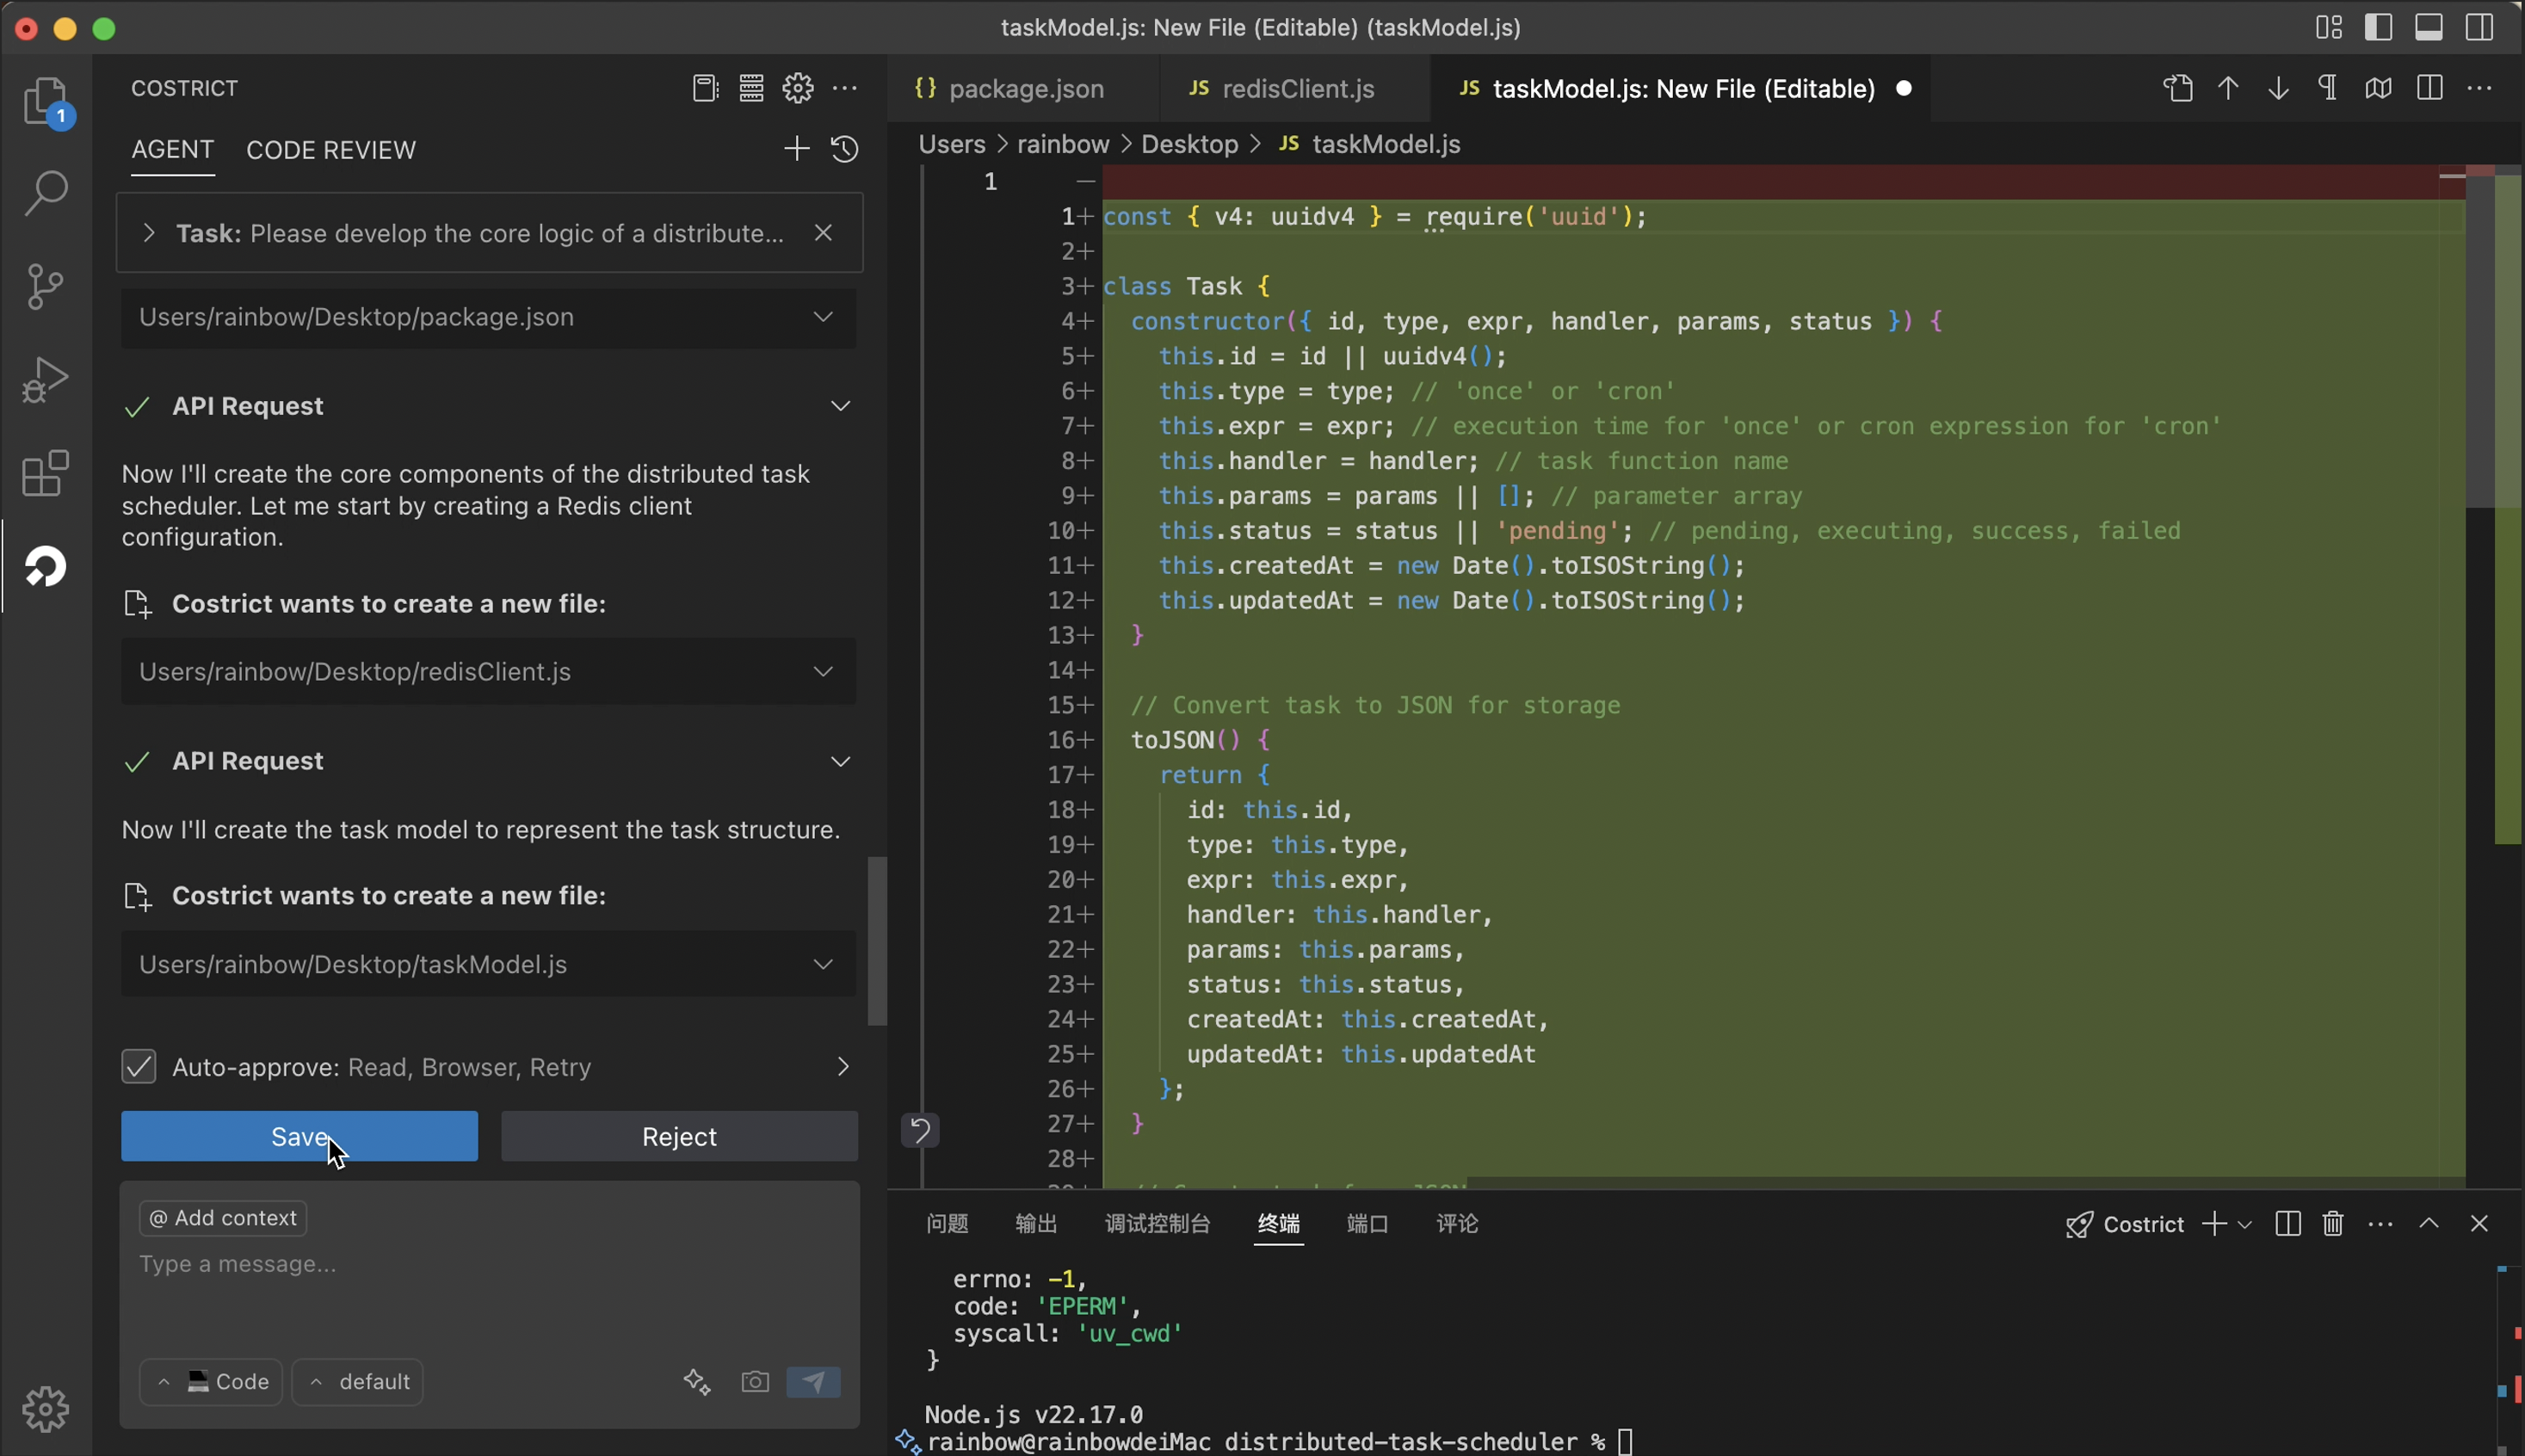 taskModel.js: New File (Editable) (taskModel.js)
1
COSTRICT
AGENT
CODE REVIEW
Task: Please develop the core logic of a distribute...
Users/rainbow/Desktop/package.json
API Request
Now I'll create the core components of the distributed task
scheduler. Let me start by creating a Redis client
configuration.
Costrict wants to create a new file:
Users/rainbow/Desktop/redisClient.js
API Request
Now I'll create the task model to represent the task structure.
Costrict wants to create a new file:
Users/rainbow/Desktop/taskModel.js
Auto-approve: Read, Browser, Retry
Save
Reject
@ Add context
Type a message...
Code
default
{} package.json
JS redisClient.js
JS taskModel.js: New File (Editable)
Users > rainbow > Desktop > JS taskModel.js
1 —
1+ const { v4: uuidv4 } = require('uuid');
2+
3+ class Task {
4+ constructor({ id, type, expr, handler, params, status }) {
5+ this.id = id || uuidv4();
6+ this.type = type; // 'once' or 'cron'
7+ this.expr = expr; // execution time for 'once' or cron expression for 'cron'
8+ this.handler = handler; // task function name
9+ this.params = params || []; // parameter array
10+ this.status = status || 'pending'; // pending, executing, success, failed
11+ this.createdAt = new Date().toISOString();
12+ this.updatedAt = new Date().toISOString();
13+ }
14+
15+ // Convert task to JSON for storage
16+ toJSON() {
17+ return {
18+ id: this.id,
19+ type: this.type,
20+ expr: this.expr,
21+ handler: this.handler,
22+ params: this.params,
23+ status: this.status,
24+ createdAt: this.createdAt,
25+ updatedAt: this.updatedAt
26+ };
27+ }
28+
问题 输出 调试控制台 终端 端口 评论
Costrict
errno: -1,
code: 'EPERM',
syscall: 'uv_cwd'
}
Node.js v22.17.0
rainbow@rainbowdeiMac distributed-task-scheduler %